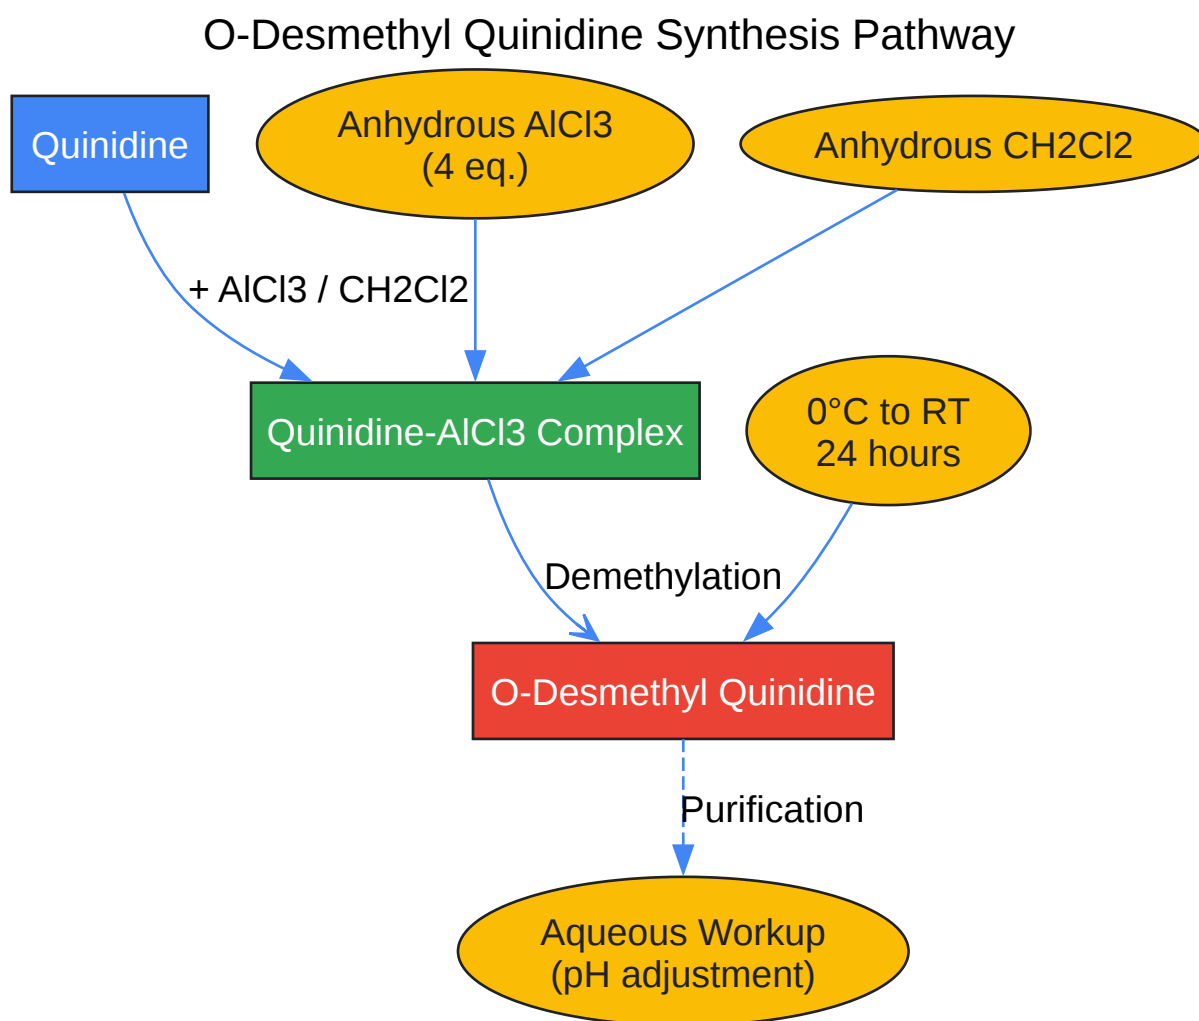 O-Desmethyl Quinidine Synthesis Pathway
Quinidine
Anhydrous AlCl3
(4 eq.)
Anhydrous CH2Cl2
+ AlCl3 / CH2Cl2
Quinidine-AlCl3 Complex
0°C to RT
24 hours
Demethylation
O-Desmethyl Quinidine
Purification
Aqueous Workup
(pH adjustment)